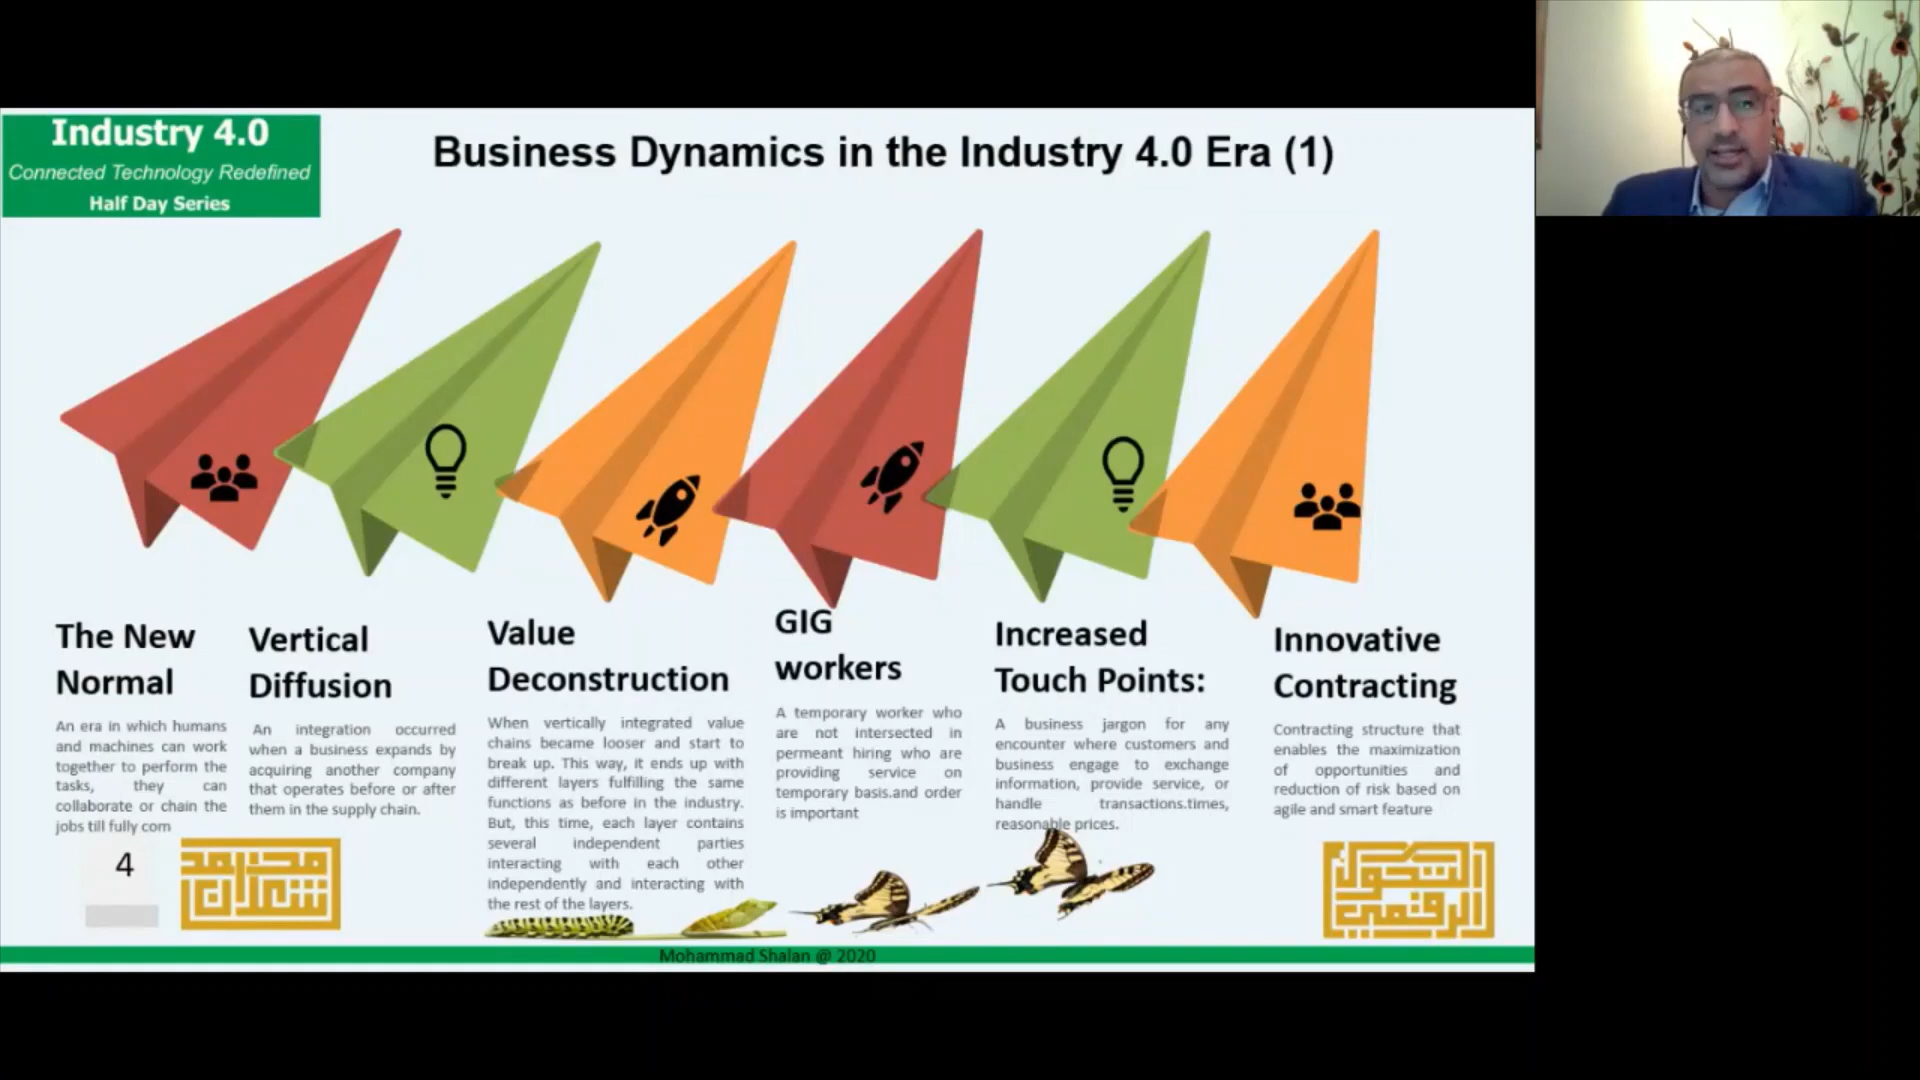 Industry 4.0
Connected Technology Redefined
Half Day Series
Business Dynamics in the Industry 4.0 Era (1)
The New
Normal
An era in which humans
and machines can work
together to perform the
tasks, they can
collaborate or chain the
jobs till fully com
Vertical
Diffusion
An integration occurred
when a business expands by
acquiring another company
that operates before or after
them in the supply chain.
Value
Deconstruction
When vertically integrated value
chains became looser and start to
break up. This way, it ends up with
different layers fulfilling the same
functions as before in the industry.
But, this time, each layer contains
several independent parties
interacting with each other
independently and interacting with
the rest of the layers.
GIG
workers
A temporary worker who
are not intersected in
permeant hiring who are
providing service on
temporary basis.and order
is important
Increased
Touch Points:
A business jargon for any
encounter where customers and
business engage to exchange
information, provide service, or
handle transactions.times,
reasonable prices.
Innovative
Contracting
Contracting structure that
enables the maximization
of opportunities and
reduction of risk based on
agile and smart feature
4
محمد
شعلان
التحول
الرقمي
Mohammad Shalan @ 2020